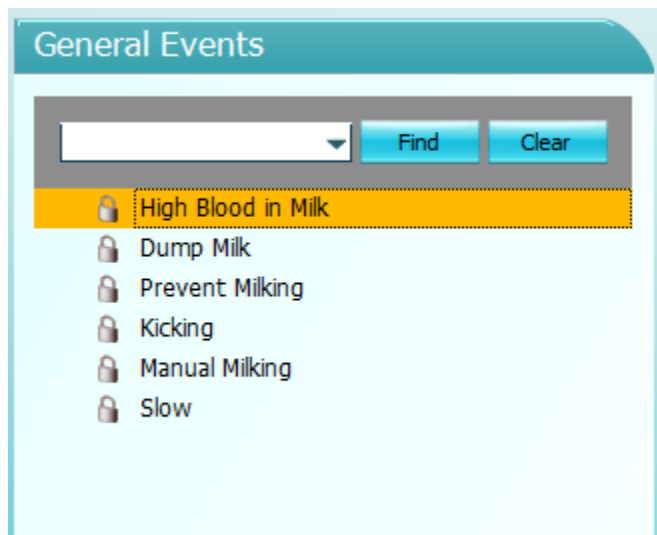 General Events
Find Clear
High Blood in Milk
Dump Milk
Prevent Milking
Kicking
Manual Milking
Slow